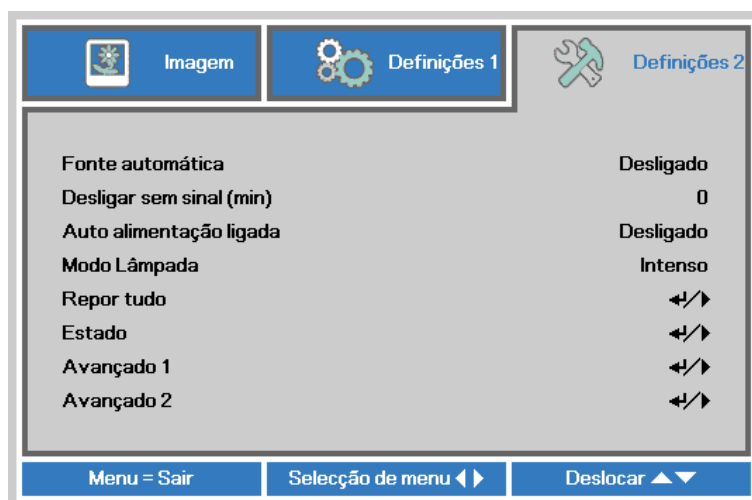 Imagem Definições 1 Definições 2
Fonte automática Desligado
Desligar sem sinal (min) 0
Auto alimentação ligada Desligado
Modo Lâmpada Intenso
Repor tudo
Estado
Avançado 1
Avançado 2
Menu = Sair Selecção de menu Deslocar